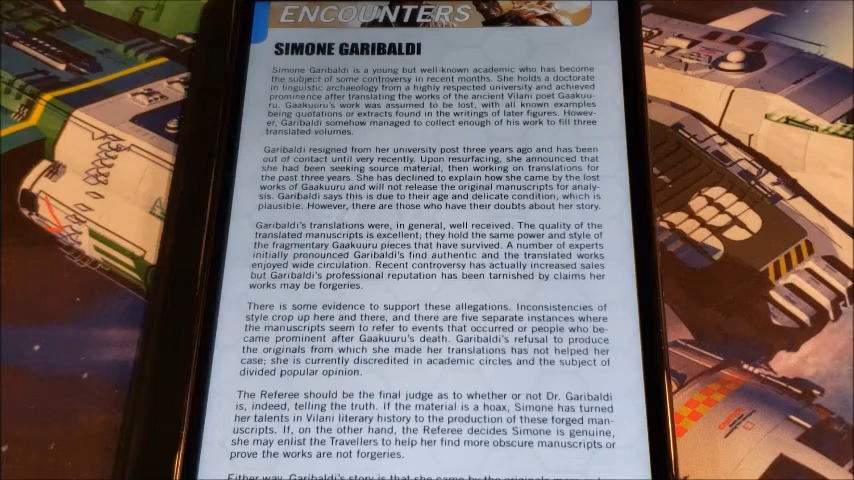 ENCOUNTERS
SIMONE GARIBALDI
Simone Garibaldi is a young but well-known academic who has become
the subject of some controversy in recent months. She holds a doctorate
in linguistic archaeology from a highly respected university and achieved
prominence after translating the works of the ancient Vilani poet Gaakuu-
ru. Gaakuuru's work was assumed to be lost, with all known examples
being quotations or extracts found in the writings of later figures. Howev-
er, Garibaldi somehow managed to collect enough of his work to fill three
translated volumes.
Garibaldi resigned from her university post three years ago and has been
out of contact until very recently. Upon resurfacing, she announced that
she had been seeking source material, then working on translations for
the past three years. She has declined to explain how she came by the lost
works of Gaakuuru and will not release the original manuscripts for analy-
sis. Garibaldi says this is due to their age and delicate condition, which is
plausible. However, there are those who have their doubts about her story.
Garibaldi's translations were, in general, well received. The quality of the
translated manuscripts is excellent; they hold the same power and style of
the fragmentary Gaakuuru pieces that have survived. A number of experts
initially pronounced Garibaldi's find authentic and the translated works
enjoyed wide circulation. Recent controversy has actually increased sales
but Garibaldi's professional reputation has been tarnished by claims her
works may be forgeries.
There is some evidence to support these allegations. Inconsistencies of
style crop up here and there, and there are five separate instances where
the manuscripts seem to refer to events that occurred or people who be-
came prominent after Gaakuuru's death. Garibaldi's refusal to produce
the originals from which she made her translations has not helped her
case; she is currently discredited in academic circles and the subject of
divided popular opinion.
The Referee should be the final judge as to whether or not Dr. Garibaldi
is, indeed, telling the truth. If the material is a hoax, Simone has turned
her talents in Vilani literary history to the production of these forged man-
uscripts. If, on the other hand, the Referee decides Simone is genuine,
she may enlist the Travellers to help her find more obscure manuscripts or
prove the works are not forgeries.
Either way, Garibaldi's story is that she came by the originals